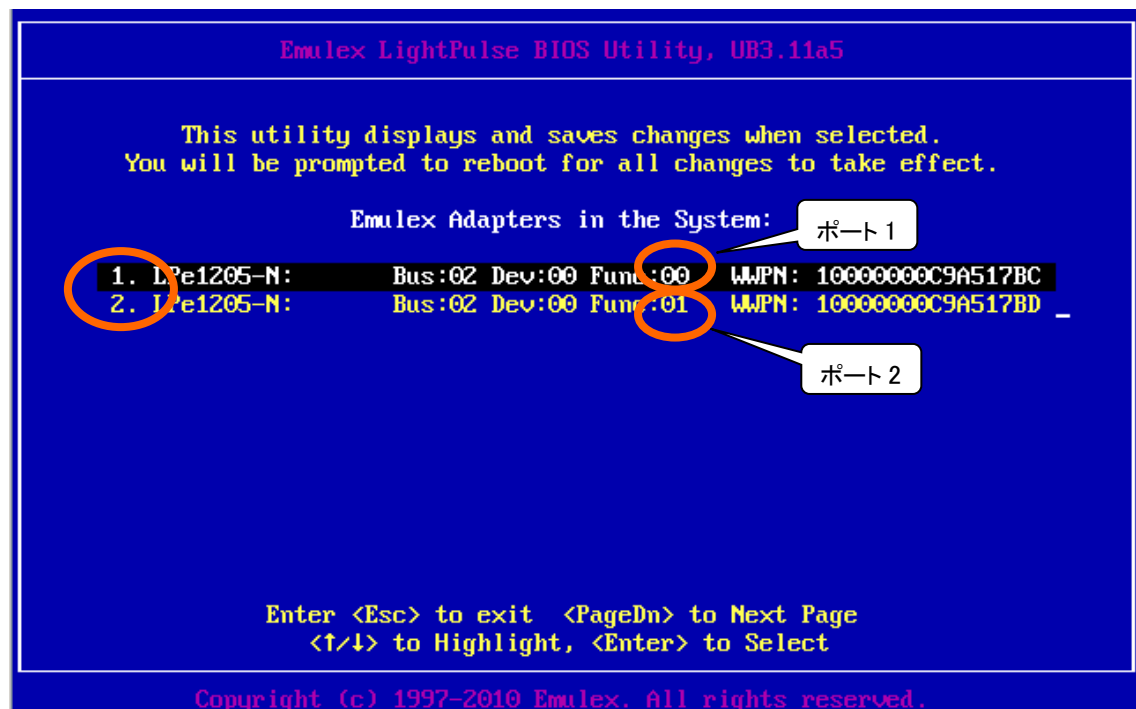 Emulex LightPulse BIOS Utility, UB3.11a5
This utility displays and saves changes when selected.
You will be prompted to reboot for all changes to take effect.
Emulex Adapters in the System:
ポート 1
1. LPe1205-N: Bus:02 Dev:00 Func:00 WWPN: 10000000C9A517BC
2. LPe1205-N: Bus:02 Dev:00 Func:01 WWPN: 10000000C9A517BD _
ポート 2
Enter <Esc> to exit <PageDn> to Next Page
<↑/↓> to Highlight, <Enter> to Select
Copyright (c) 1997-2010 Emulex. All rights reserved.